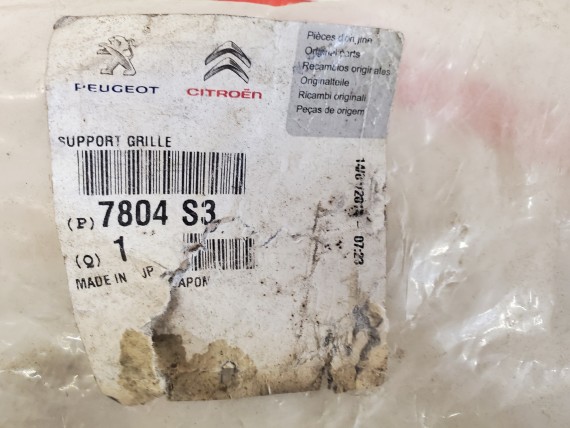 PEUGEOT CITROËN
Pièces d'origine
Original parts
Recambios originales
Originalteile
Ricambi originali
Peças de origem
SUPPORT GRILLE
(P) 7804 S3
(Q) 1
MADE IN JP JAPON
07:23